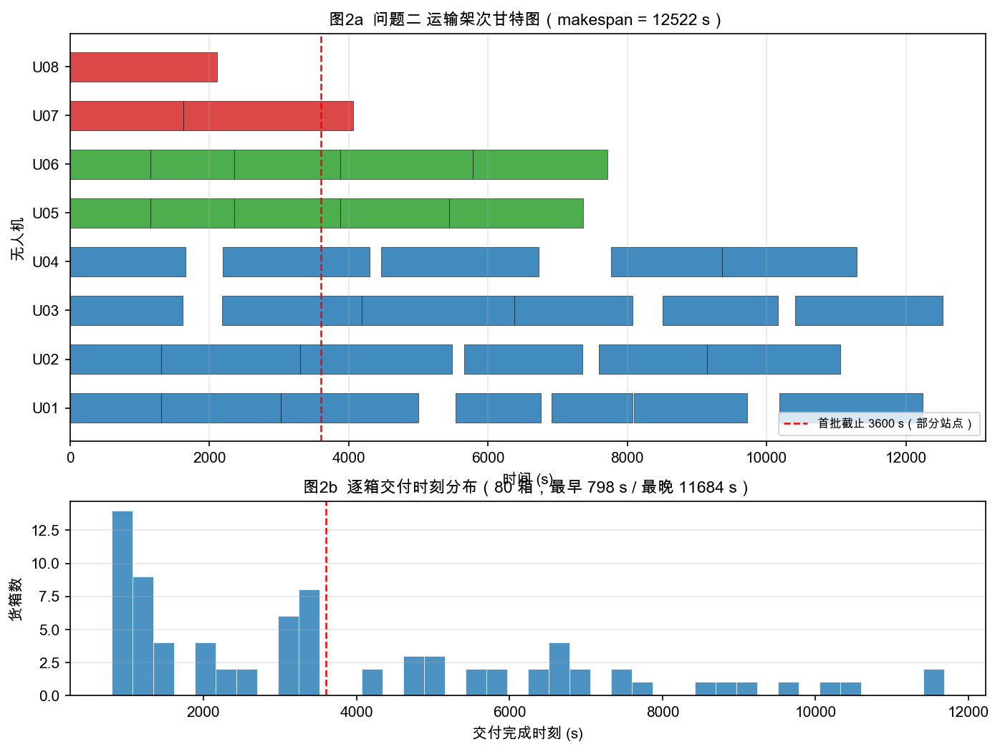 图2a 问题二 运输架次甘特图（makespan = 12522 s）
U08
U07
U06
U05
U04
U03
U02
U01
无人机
首批截止 3600 s（部分站点）
0 2000 4000 6000 8000 10000 12000
时间 (s)
图2b 逐箱交付时刻分布（80 箱，最早 798 s / 最晚 11684 s）
12.5
10.0
7.5
5.0
2.5
0.0
货箱数
2000 4000 6000 8000 10000 12000
交付完成时刻 (s)